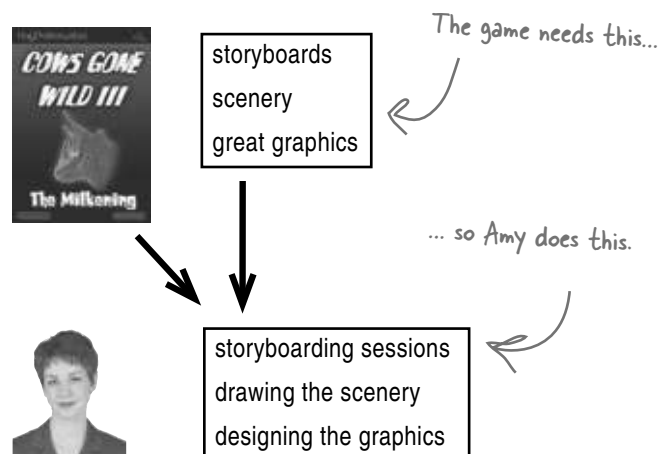 COWS GONE
WILD III
The Milkening
storyboards
scenery
great graphics
The game needs this...
... so Amy does this.
storyboarding sessions
drawing the scenery
designing the graphics